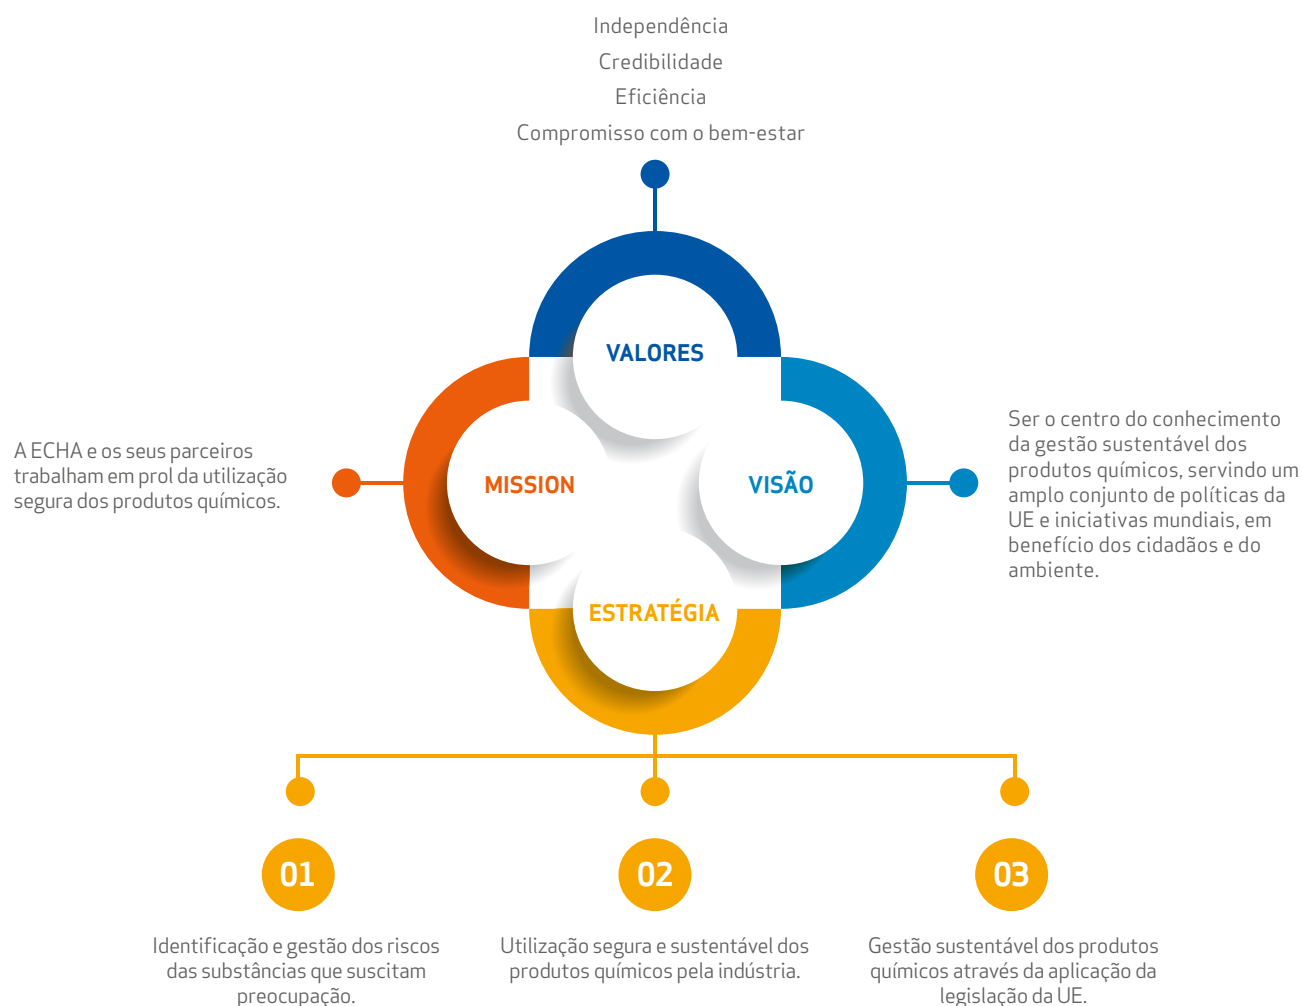 Independência
Credibilidade
Eficiência
Compromisso com o bem-estar
VALORES
A ECHA e os seus parceiros
trabalham em prol da utilização
segura dos produtos químicos.
MISSION
VISÃO
Ser o centro do conhecimento
da gestão sustentável dos
produtos químicos, servindo um
amplo conjunto de políticas da
UE e iniciativas mundiais, em
benefício dos cidadãos e do
ambiente.
ESTRATÉGIA
01
Identificação e gestão dos riscos
das substâncias que suscitam
preocupação.
02
Utilização segura e sustentável dos
produtos químicos pela indústria.
03
Gestão sustentável dos produtos
químicos através da aplicação da
legislação da UE.